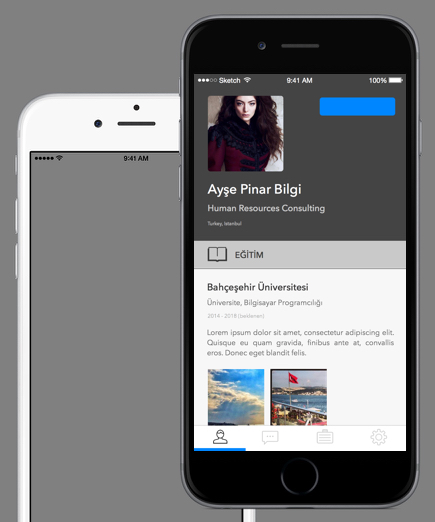 9:41 AM
Sketch 9:41 AM 100%
Ayşe Pinar Bilgi
Human Resources Consulting
Turkey, Istanbul
EĞİTİM
Bahçeşehir Üniversitesi
Üniversite, Bilgisayar Programcılığı
2014 - 2018 (bekleren)
Lorem ipsum dolor sit amet, consectetur adipiscing elit.
Quisque eu quam gravida, finibus ante at, convallis
eros. Donec eget blandit felis.